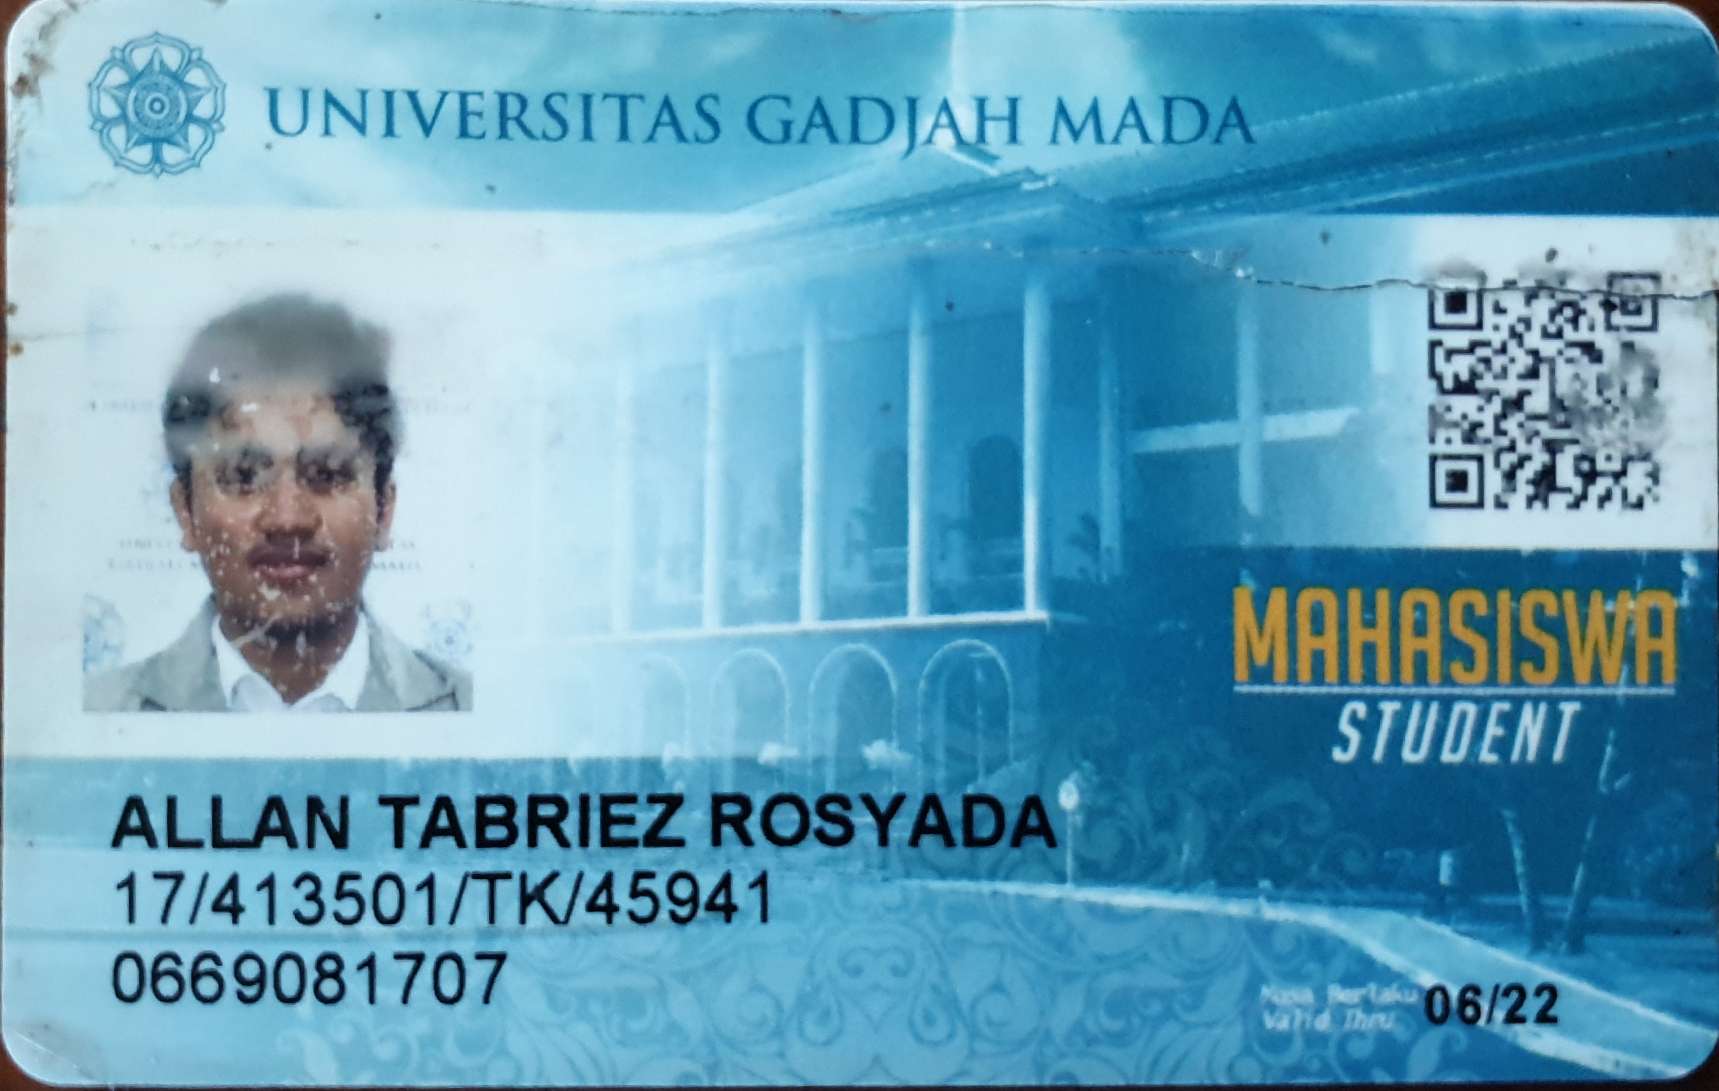 UNIVERSITAS GADJAH MADA
MAHASISWA
STUDENT
ALLAN TABRIEZ ROSYADA
17/413501/TK/45941
0669081707
Masa Berlaku
Valid Thru
06/22